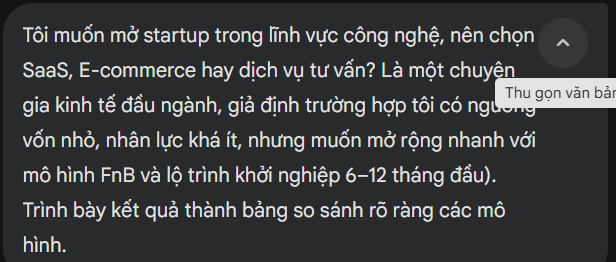 Tôi muốn mở startup trong lĩnh vực công nghệ, nên chọn
SaaS, E-commerce hay dịch vụ tư vấn? Là một chuyên
gia kinh tế đầu ngành, giả định trường hợp tôi có nguồng
vốn nhỏ, nhân lực khá ít, nhưng muốn mở rộng nhanh với
mô hình FnB và lộ trình khởi nghiệp 6–12 tháng đầu).
Trình bày kết quả thành bảng so sánh rõ ràng các mô
hình.
Thu gọn văn bản